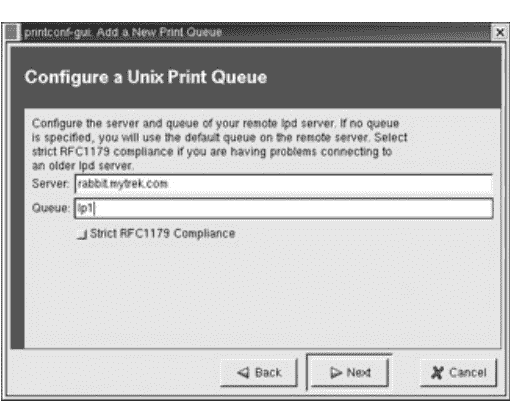 printconf-gui: Add a New Print Queue
Configure a Unix Print Queue
Configure the server and queue of your remote lpd server. If no queue
is specified, you will use the default queue on the remote server. Select
strict RFC1179 compliance if you are having problems connecting to
an older lpd server.
Server: rabbit.mytrek.com
Queue: lp1
Strict RFC1179 Compliance
Back Next Cancel